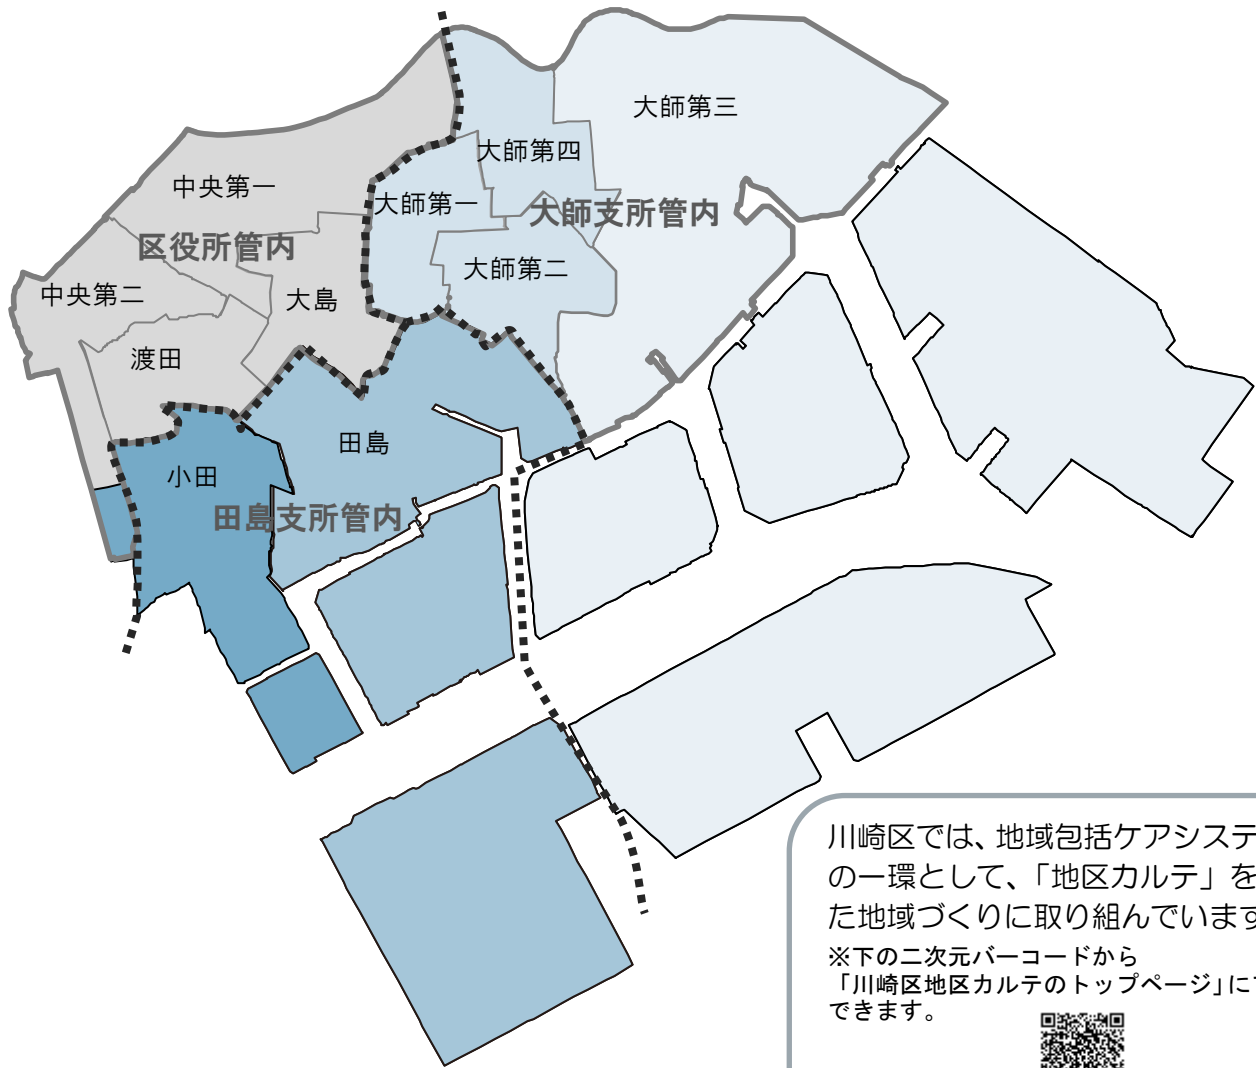 大師第三
大師第四
中央第一
大師第一
大師支所管内
区役所管内
大師第二
中央第二
大島
渡田
田島
小田
田島支所管内
川崎区では、地域包括ケアシステ
の一環として、「地区カルテ」を
た地域づくりに取り組んでいます
※下の二次元バーコードから
「川崎区地区カルテのトップページ」に
できます。